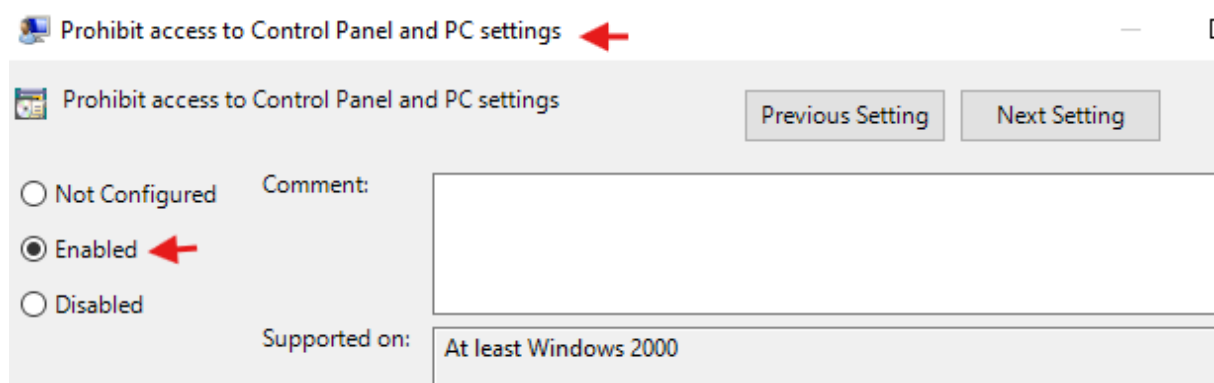 Prohibit access to Control Panel and PC settings
Prohibit access to Control Panel and PC settings
Previous Setting
Next Setting
Not Configured
Comment:
Enabled
Disabled
Supported on:
At least Windows 2000